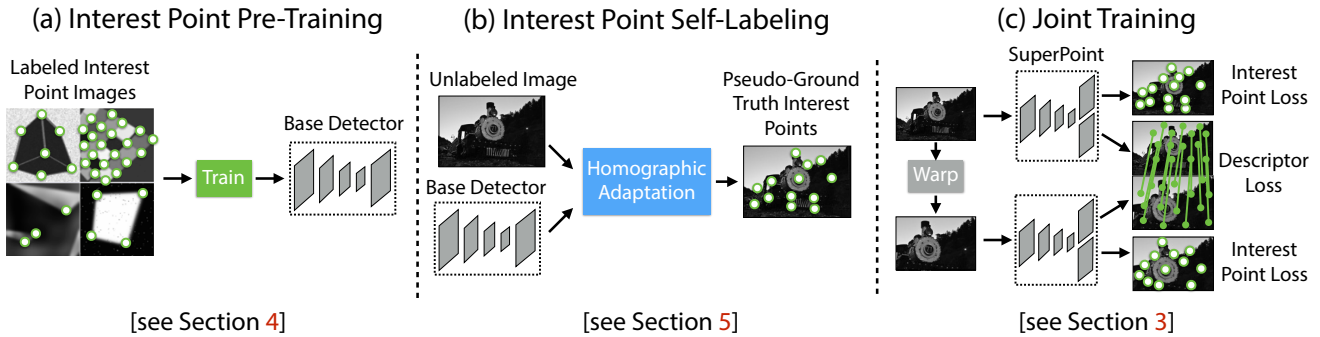 (a) Interest Point Pre-Training
Labeled Interest
Point Images
Train
Base Detector
[see Section 4]
(b) Interest Point Self-Labeling
Unlabeled Image
Base Detector
Homographic
Adaptation
Pseudo-Ground
Truth Interest
Points
[see Section 5]
(c) Joint Training
SuperPoint
Warp
Interest
Point Loss
Descriptor
Loss
Interest
Point Loss
[see Section 3]